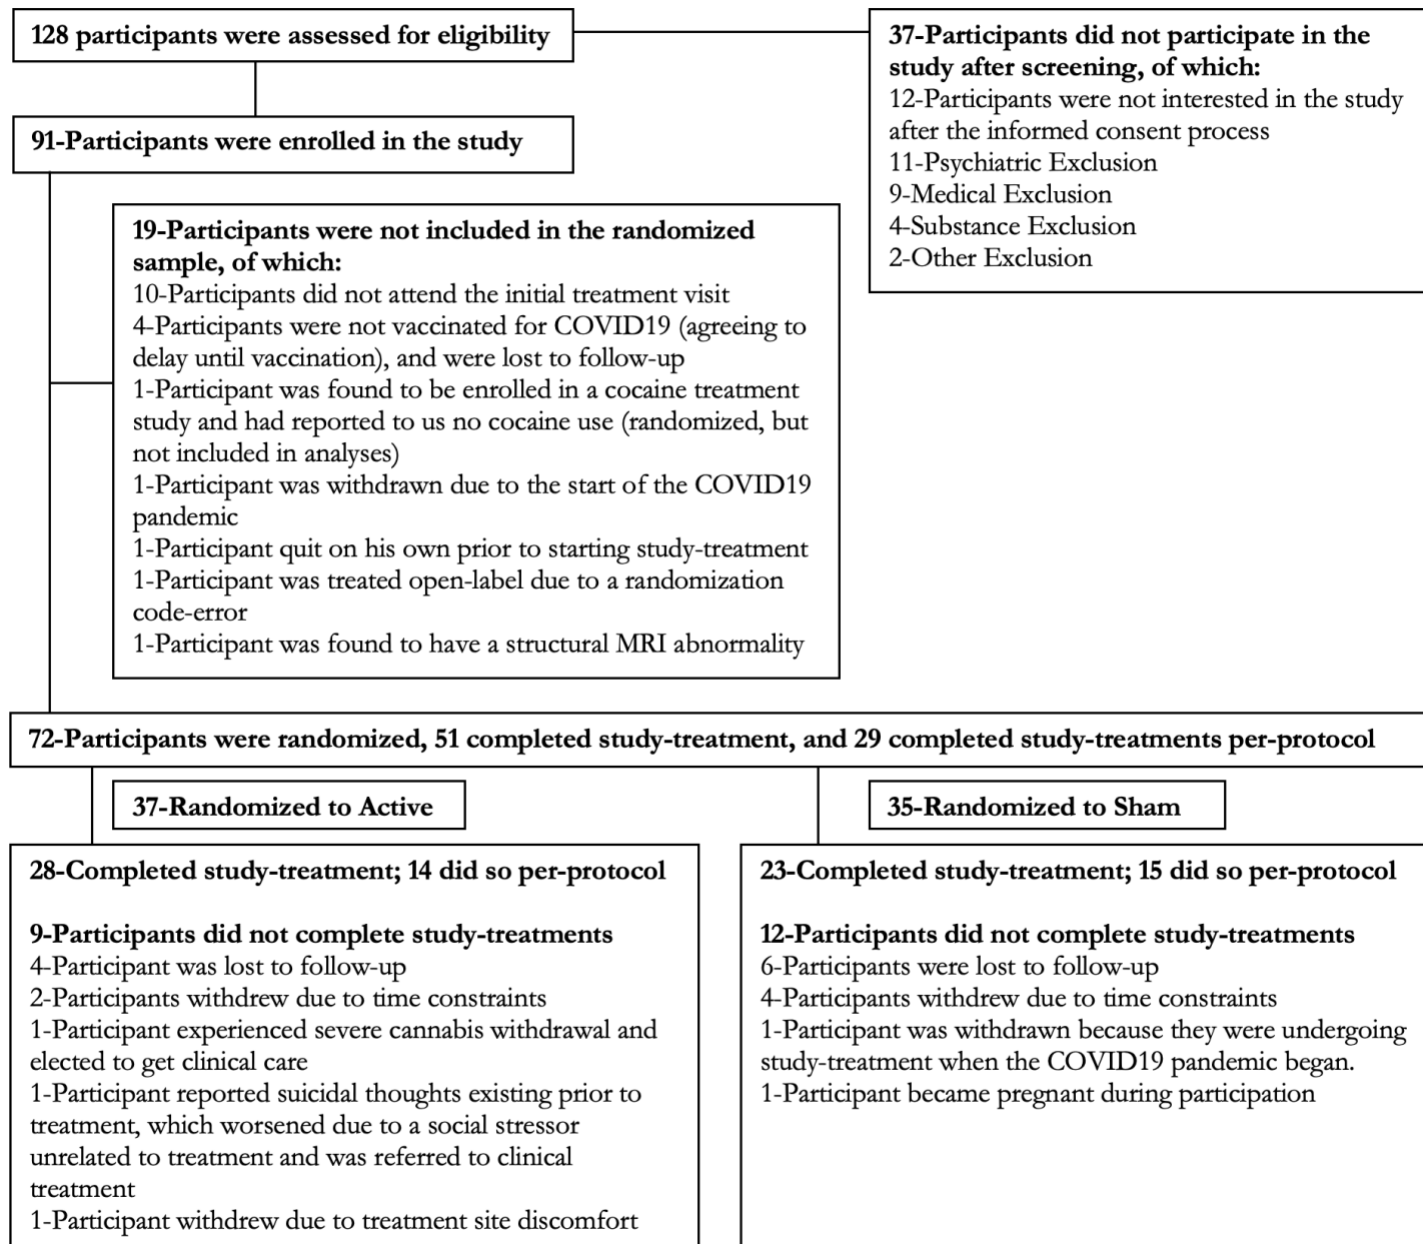 128 participants were assessed for eligibility
37-Participants did not participate in the
study after screening, of which:
12-Participants were not interested in the study
after the informed consent process
11-Psychiatric Exclusion
9-Medical Exclusion
4-Substance Exclusion
2-Other Exclusion
91-Participants were enrolled in the study
19-Participants were not included in the randomized
sample, of which:
10-Participants did not attend the initial treatment visit
4-Participants were not vaccinated for COVID19 (agreeing to
delay until vaccination), and were lost to follow-up
1-Participant was found to be enrolled in a cocaine treatment
study and had reported to us no cocaine use (randomized, but
not included in analyses)
1-Participant was withdrawn due to the start of the COVID19
pandemic
1-Participant quit on his own prior to starting study-treatment
1-Participant was treated open-label due to a randomization
code-error
1-Participant was found to have a structural MRI abnormality
72-Participants were randomized, 51 completed study-treatment, and 29 completed study-treatments per-protocol
37-Randomized to Active
28-Completed study-treatment; 14 did so per-protocol
9-Participants did not complete study-treatments
4-Participant was lost to follow-up
2-Participants withdrew due to time constraints
1-Participant experienced severe cannabis withdrawal and
elected to get clinical care
1-Participant reported suicidal thoughts existing prior to
treatment, which worsened due to a social stressor
unrelated to treatment and was referred to clinical
treatment
1-Participant withdrew due to treatment site discomfort
35-Randomized to Sham
23-Completed study-treatment; 15 did so per-protocol
12-Participants did not complete study-treatments
6-Participants were lost to follow-up
4-Participants withdrew due to time constraints
1-Participant was withdrawn because they were undergoing
study-treatment when the COVID19 pandemic began.
1-Participant became pregnant during participation